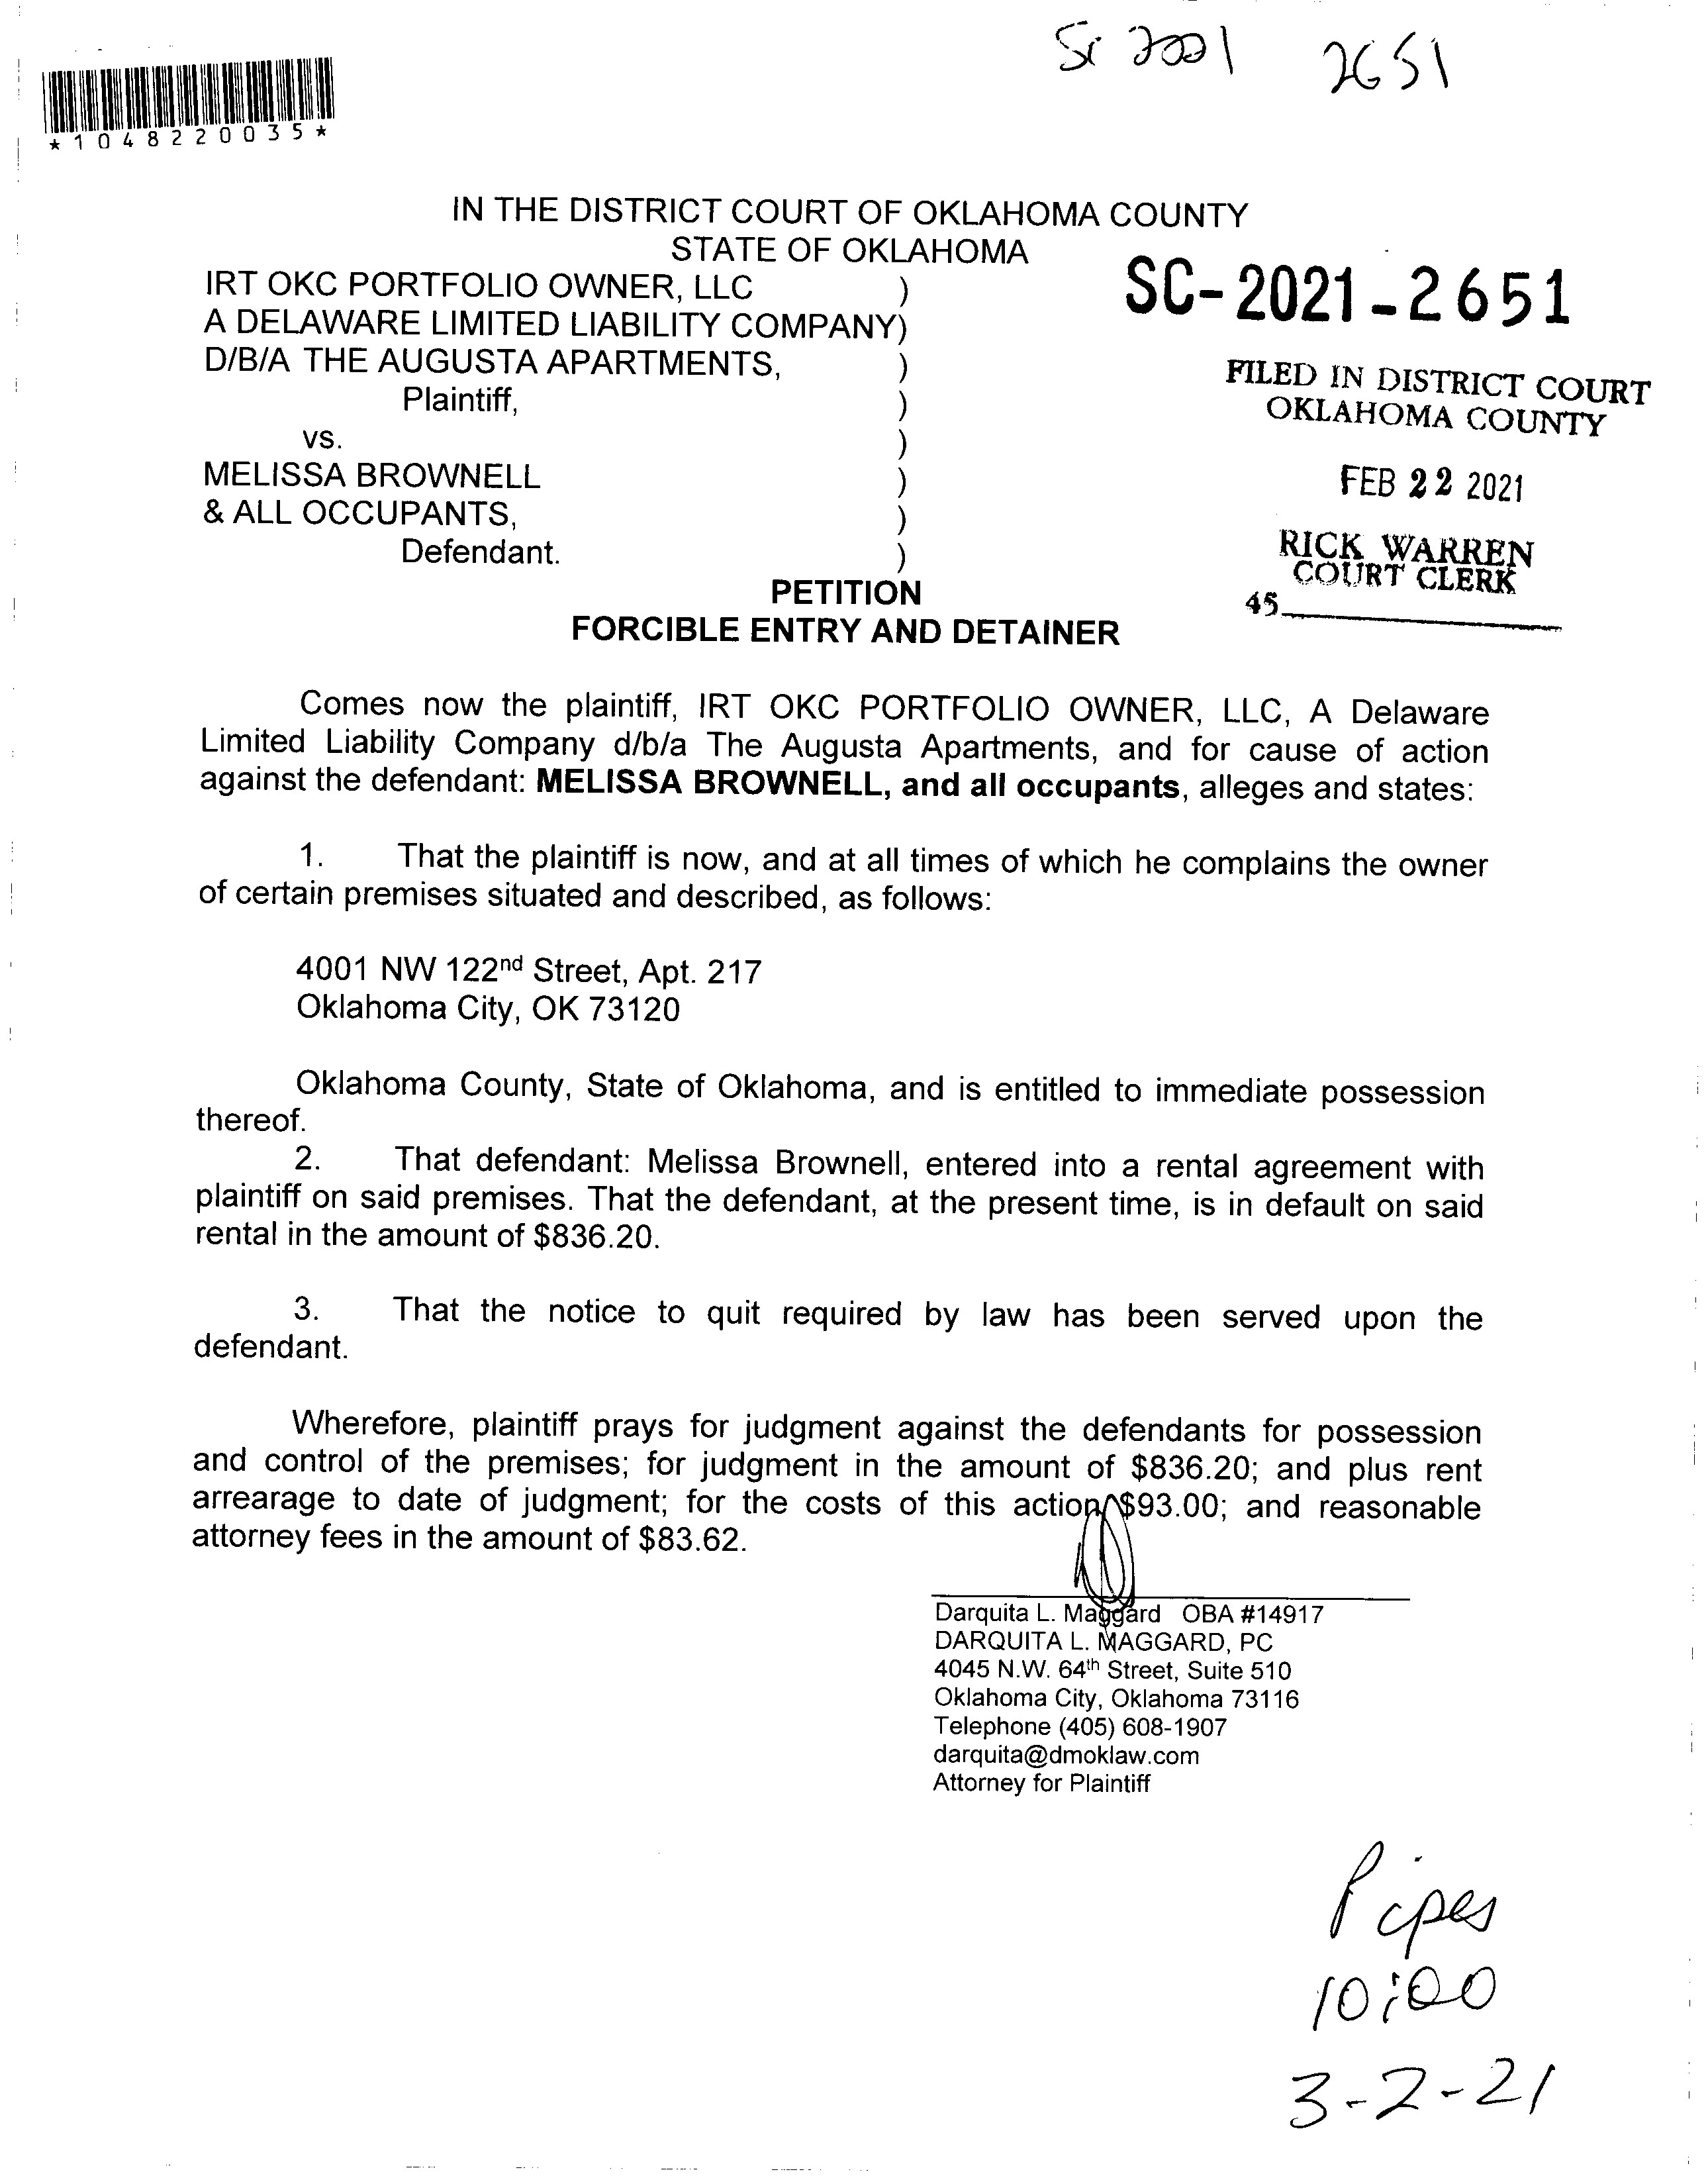 2651
*1048220035*
IN THE DISTRICT COURT OF OKLAHOMA COUNTY
STATE OF OKLAHOMA
IRT OKC PORTFOLIO OWNER, LLC )
A DELAWARE LIMITED LIABILITY COMPANY)
D/B/A THE AUGUSTA APARTMENTS, )
Plaintiff, )
vs. )
MELISSA BROWNELL )
& ALL OCCUPANTS, )
Defendant. )
SC-2021-2651
FILED IN DISTRICT COURT
OKLAHOMA COUNTY
FEB 22 2021
RICK WARREN
COURT CLERK
45
PETITION
FORCIBLE ENTRY AND DETAINER
Comes now the plaintiff, IRT OKC PORTFOLIO OWNER, LLC, A Delaware
Limited Liability Company d/b/a The Augusta Apartments, and for cause of action
against the defendant: MELISSA BROWNELL, and all occupants, alleges and states:
1. That the plaintiff is now, and at all times of which he complains the owner
of certain premises situated and described, as follows:
4001 NW 122nd Street, Apt. 217
Oklahoma City, OK 73120
Oklahoma County, State of Oklahoma, and is entitled to immediate possession
thereof.
2. That defendant: Melissa Brownell, entered into a rental agreement with
plaintiff on said premises. That the defendant, at the present time, is in default on said
rental in the amount of $836.20.
3. That the notice to quit required by law has been served upon the
defendant.
Wherefore, plaintiff prays for judgment against the defendants for possession
and control of the premises; for judgment in the amount of $836.20; and plus rent
arrearage to date of judgment; for the costs of this action $93.00; and reasonable
attorney fees in the amount of $83.62.
Darquita L. Maggard OBA #14917
DARQUITA L. MAGGARD, PC
4045 N.W. 64th Street, Suite 510
Oklahoma City, Oklahoma 73116
Telephone (405) 608-1907
darquita@dmoklaw.com
Attorney for Plaintiff
Pipes
10:00
3-2-21